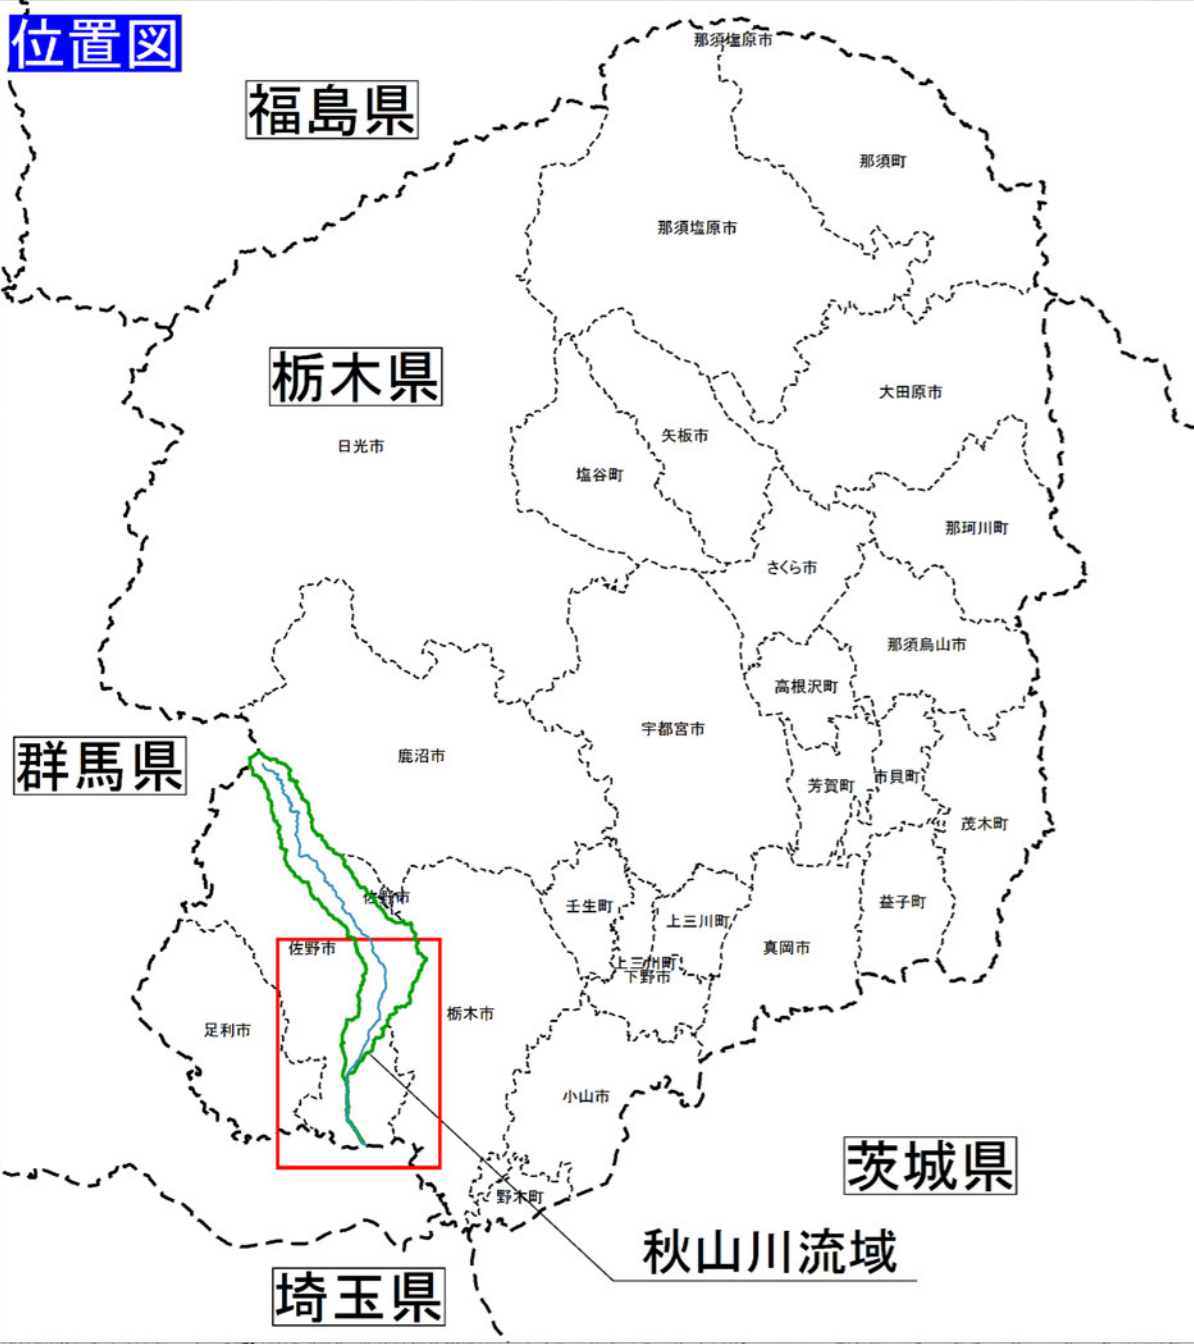 位置図
那須塩原市
福島県
那須町
那須塩原市
栃木県
大田原市
日光市
矢板市
塩谷町
那珂川町
さくら市
那須烏山市
高根沢町
宇都宮市
群馬県
鹿沼市
市貝町
芳賀町
茂木町
佐野市
壬生町
益子町
上三川町
佐野市
真岡市
上三川町
下野市
栃木市
足利市
小山市
茨城県
野木町
秋山川流域
埼玉県